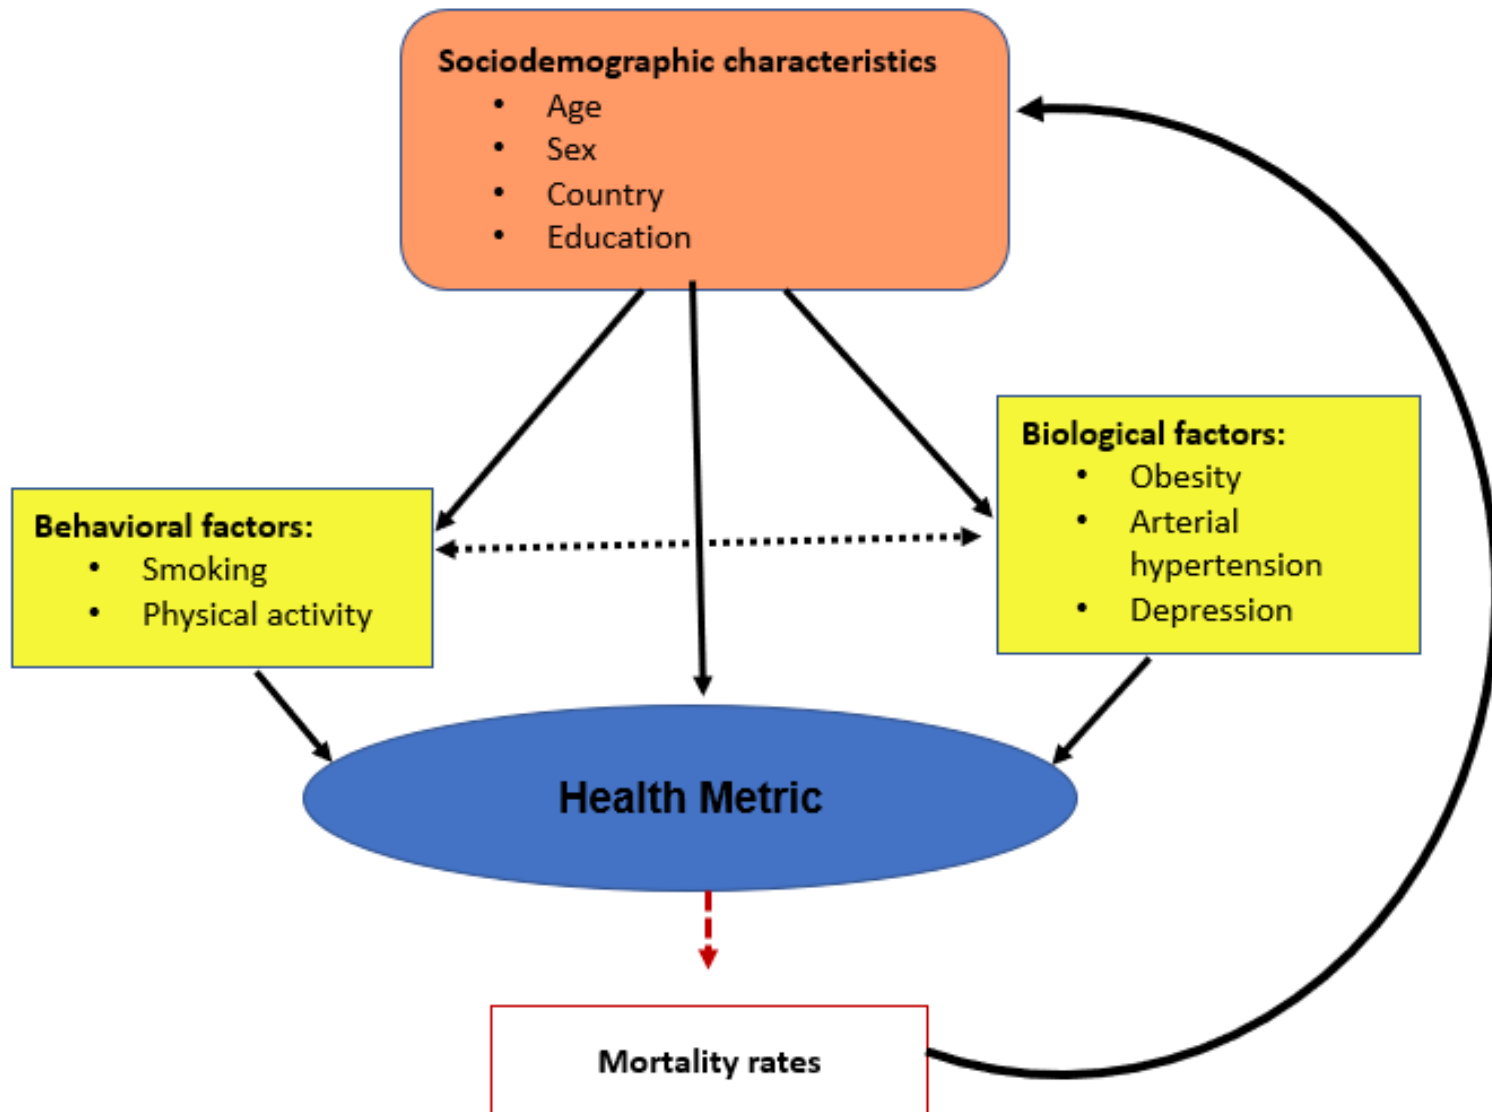 Sociodemographic characteristics
• Age
• Sex
• Country
• Education
Behavioral factors:
• Smoking
• Physical activity
Biological factors:
• Obesity
• Arterial
hypertension
• Depression
Health Metric
Mortality rates